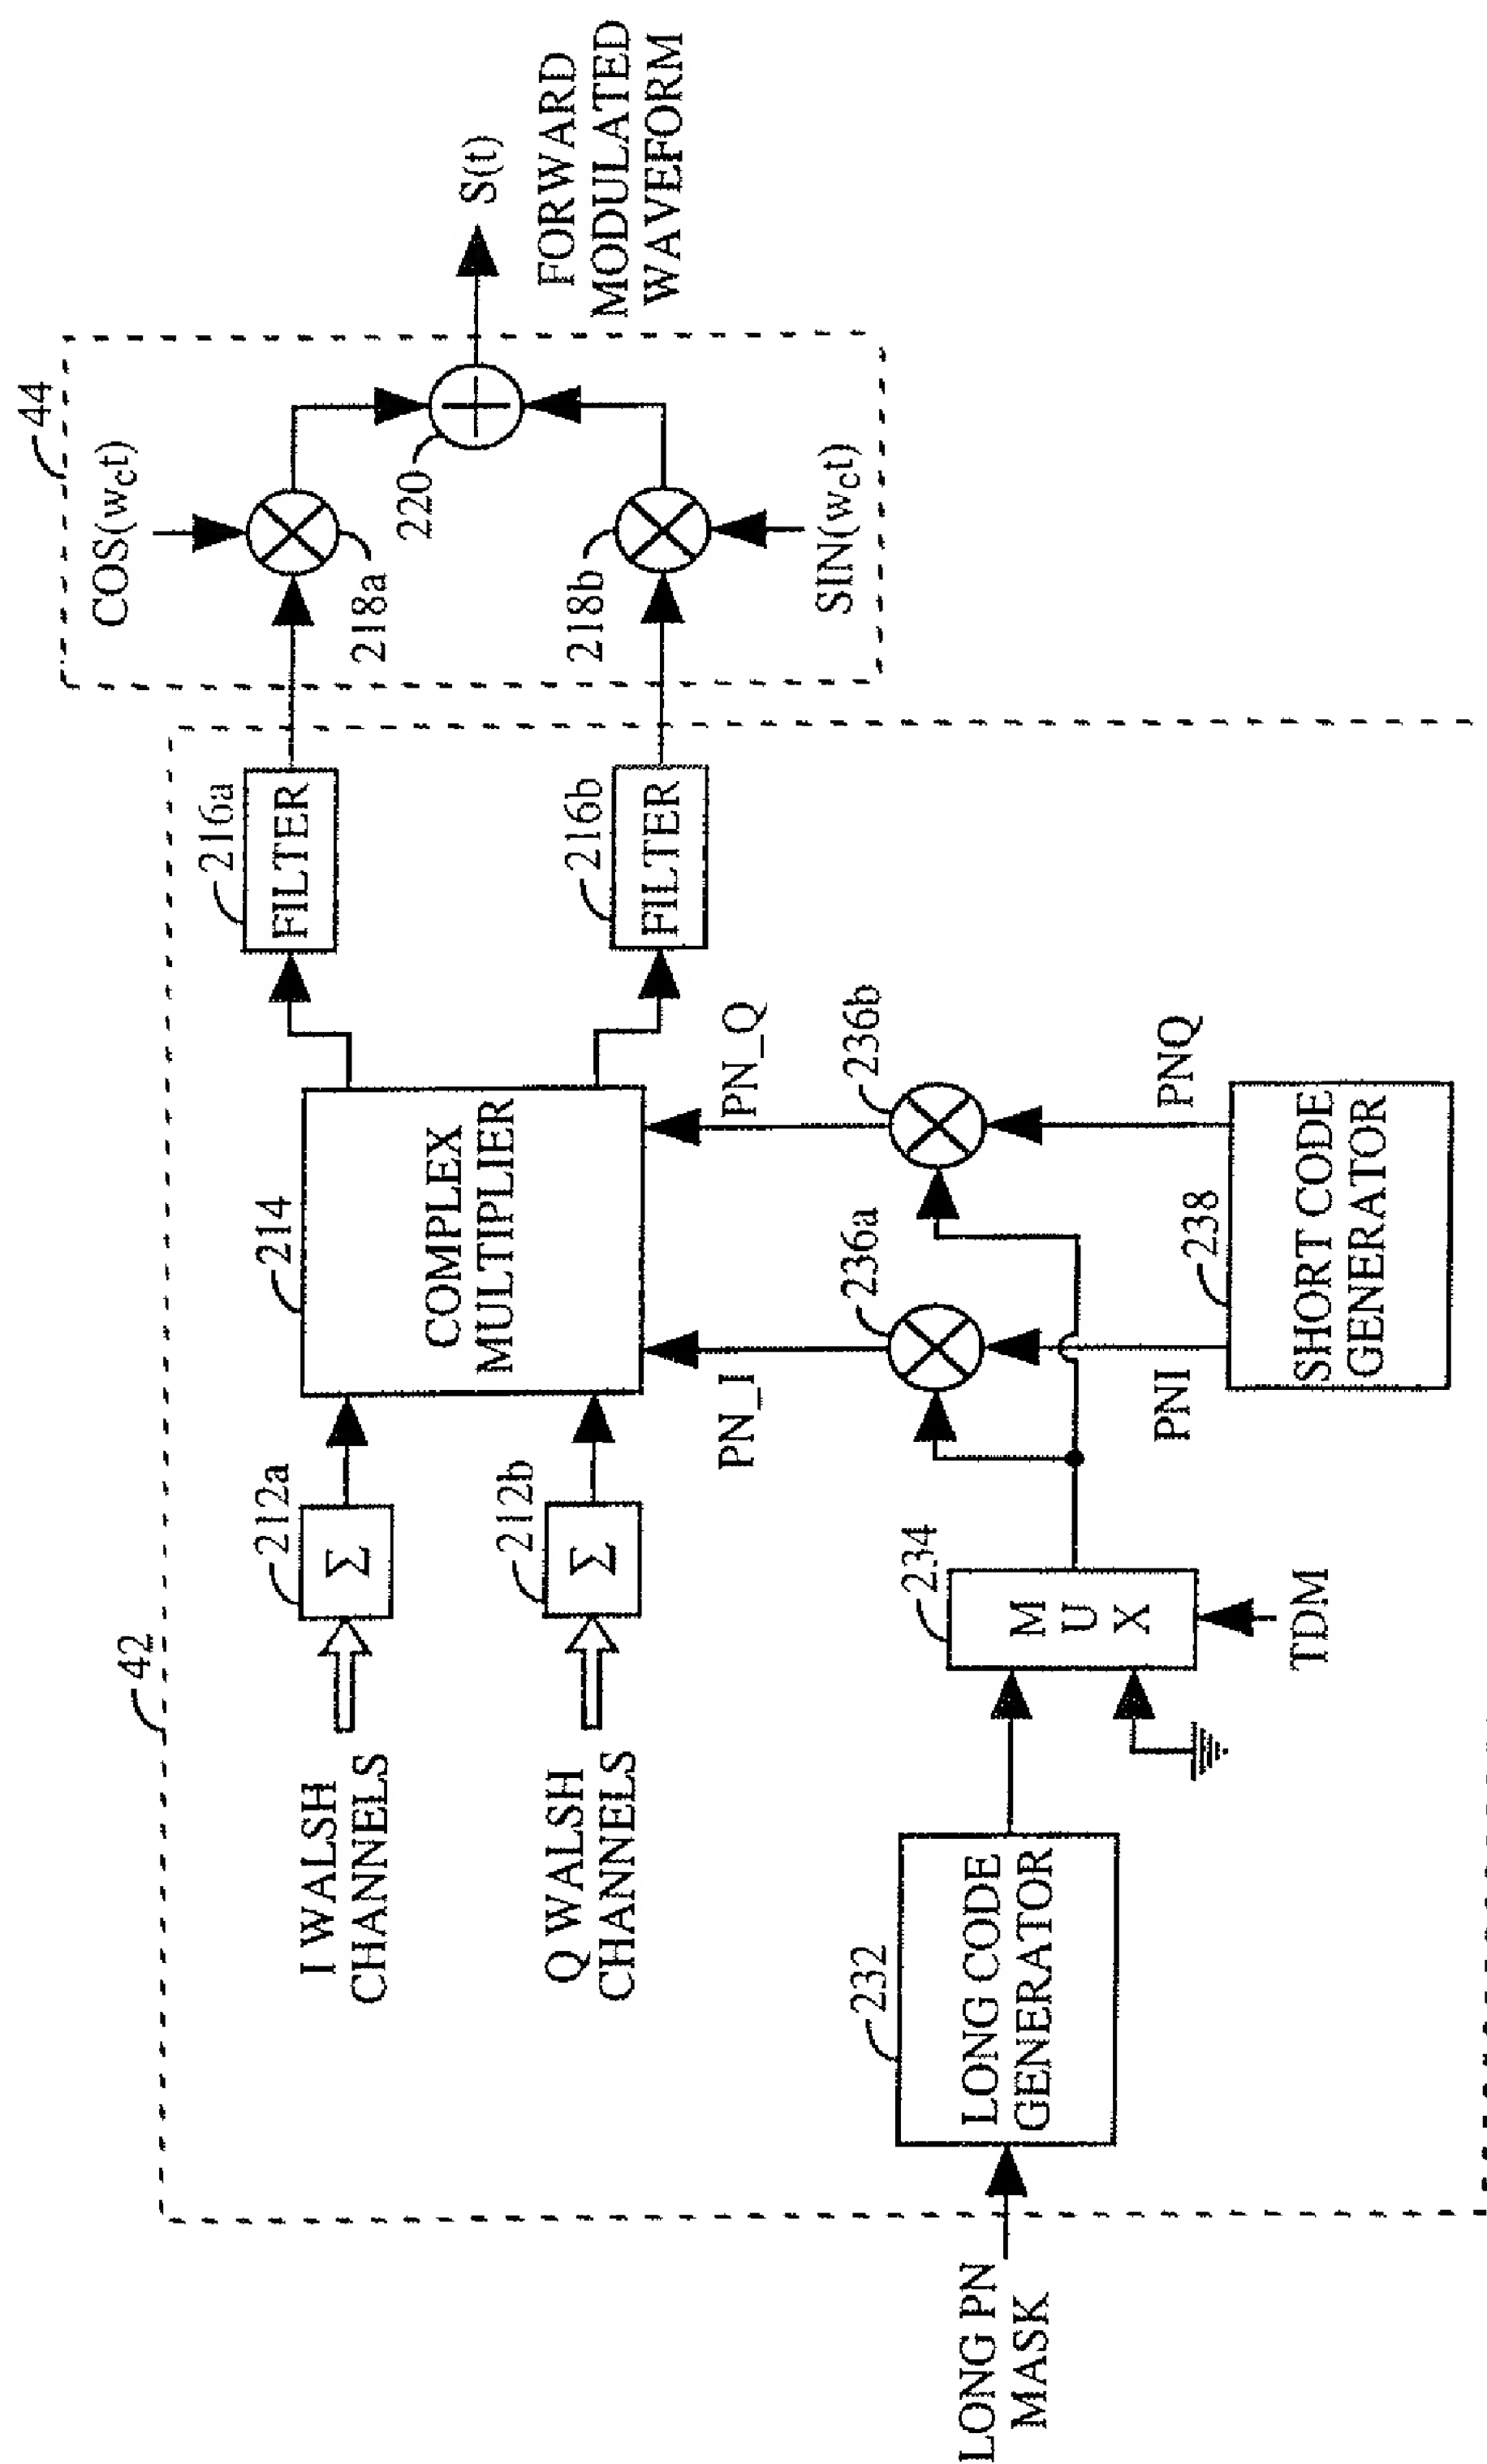 42
44
I WALSH
CHANNELS
Σ
212a
Q WALSH
CHANNELS
Σ
212b
214
COMPLEX
MULTIPLIER
216a
FILTER
216b
FILTER
COS(wct)
218a
218b
SIN(wct)
220
S(t)
FORWARD
MODULATED
WAVEFORM
PN_I
PN_Q
236a
236b
LONG PN
MASK
232
LONG CODE
GENERATOR
234
M
U
X
TDM
PNI
PNQ
238
SHORT CODE
GENERATOR